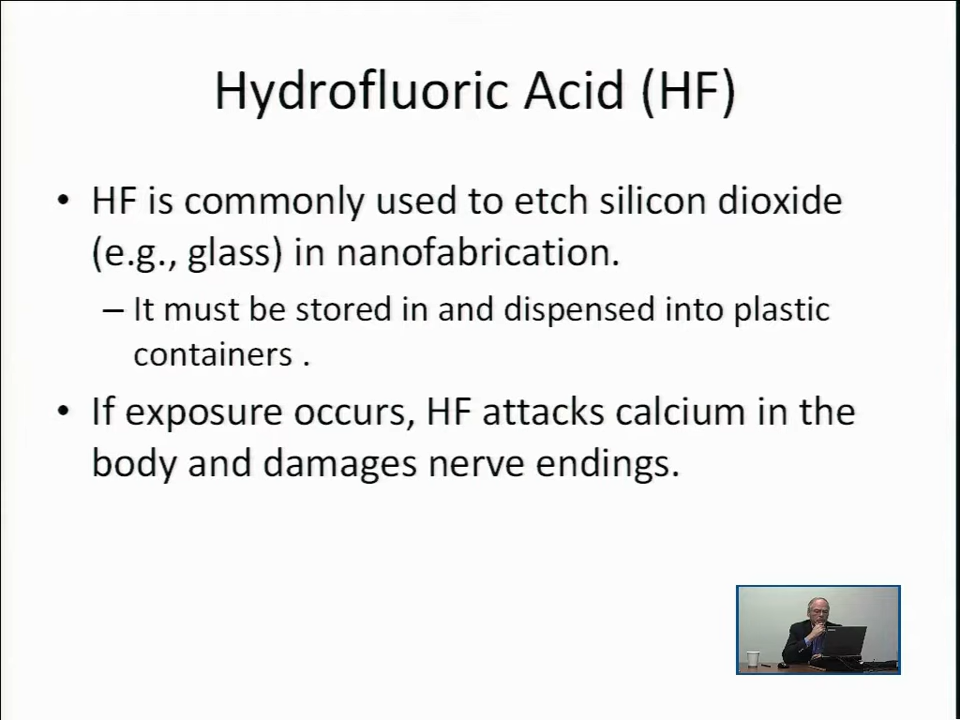 Hydrofluoric Acid (HF)
• HF is commonly used to etch silicon dioxide
(e.g., glass) in nanofabrication.
– It must be stored in and dispensed into plastic
containers .
• If exposure occurs, HF attacks calcium in the
body and damages nerve endings.